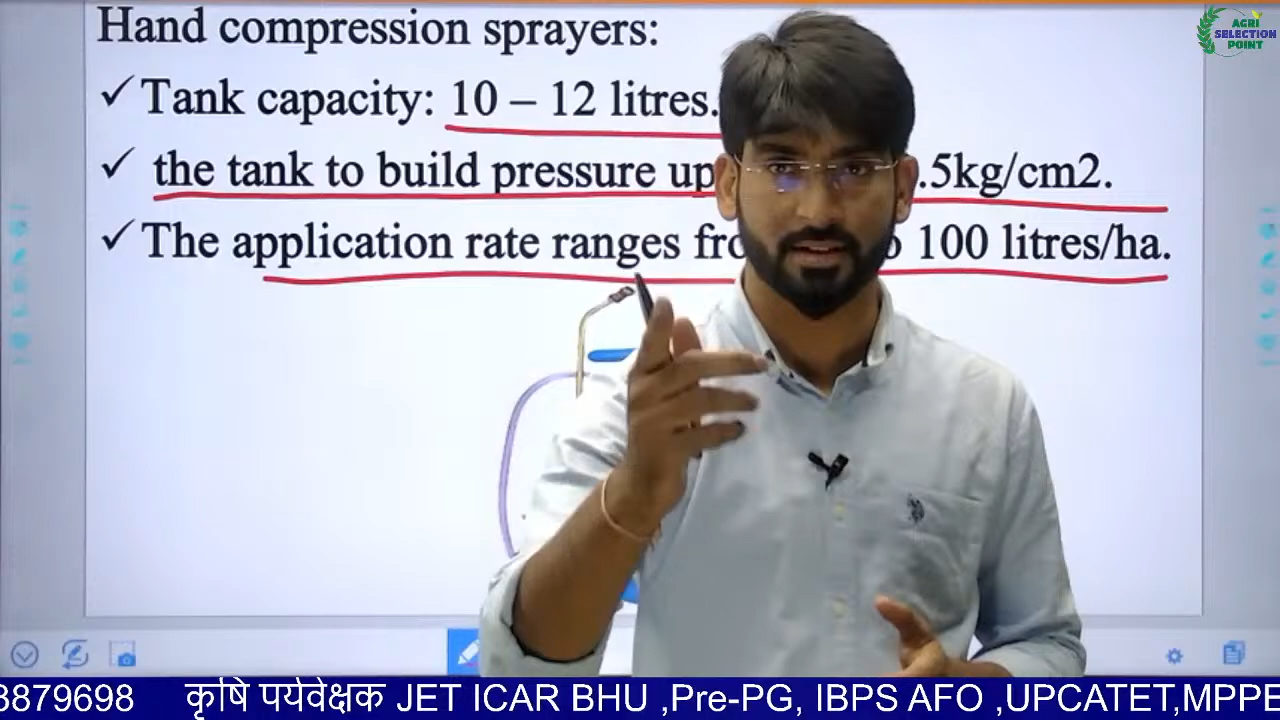 Hand compression sprayers:
✓ Tank capacity: 10 – 12 litres.
✓ the tank to build pressure up .5kg/cm2.
✓ The application rate ranges 100 litres/ha.
AGRI
SELECTION
POINT
3879698 कृषि पर्यवेक्षक JET ICAR BHU ,Pre-PG, IBPS AFO ,UPCATET,MPPE